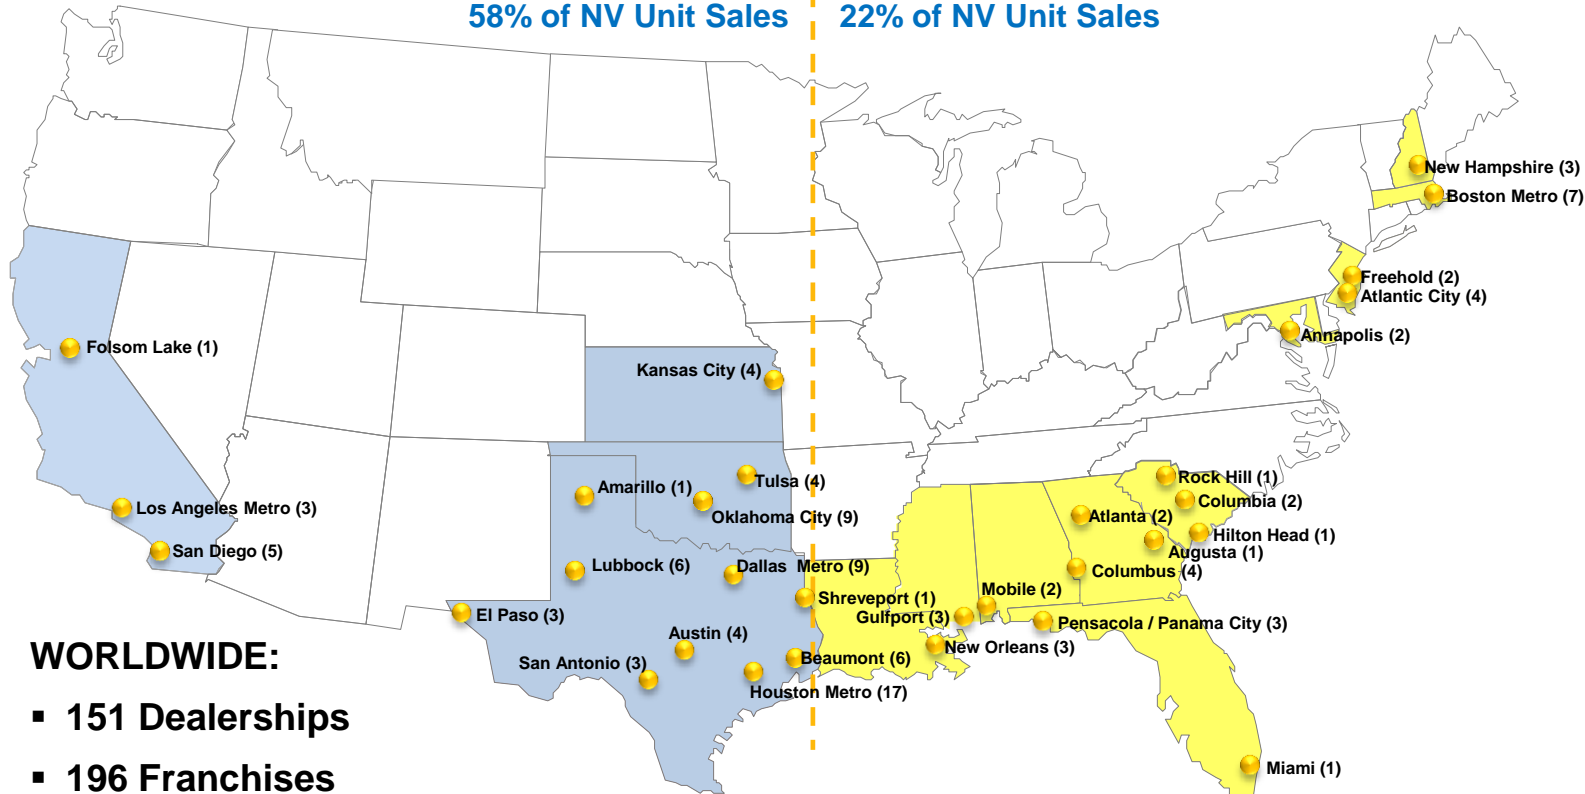 58% of NV Unit Sales
22% of NV Unit Sales
New Hampshire (3)
Boston Metro (7)
Freehold (2)
Atlantic City (4)
Annapolis (2)
Folsom Lake (1)
Kansas City (4)
Los Angeles Metro (3)
San Diego (5)
Amarillo (1)
Tulsa (4)
Oklahoma City (9)
Lubbock (6)
Dallas  Metro (9)
El Paso (3)
Austin (4)
San Antonio (3)
Beaumont (6)
Houston Metro (17)
Rock Hill (1)
Columbia (2)
Atlanta (2)
Hilton Head (1)
Augusta (1)
Columbus (4)
Mobile (2)
Shreveport (1)
Gulfport (3)
Pensacola / Panama City (3)
New Orleans (3)
Miami (1)
WORLDWIDE:
▪ 151 Dealerships
▪ 196 Franchises